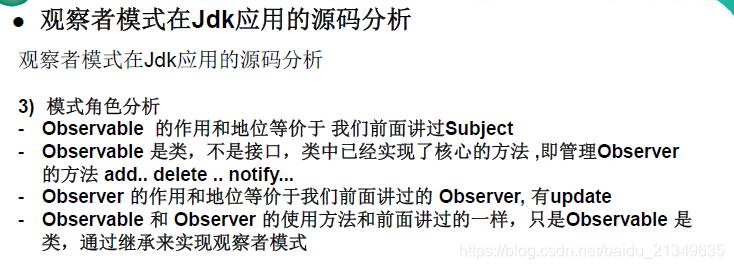 ● 观察者模式在Jdk应用的源码分析
观察者模式在Jdk应用的源码分析
3) 模式角色分析
- Observable 的作用和地位等价于 我们前面讲过Subject
- Observable 是类，不是接口，类中已经实现了核心的方法 ,即管理Observer
的方法 add.. delete .. notify...
- Observer 的作用和地位等价于我们前面讲过的 Observer, 有update
- Observable 和 Observer 的使用方法和前面讲过的一样，只是Observable 是
类，通过继承来实现观察者模式
https://blog.csdn.net/baidu_21349635